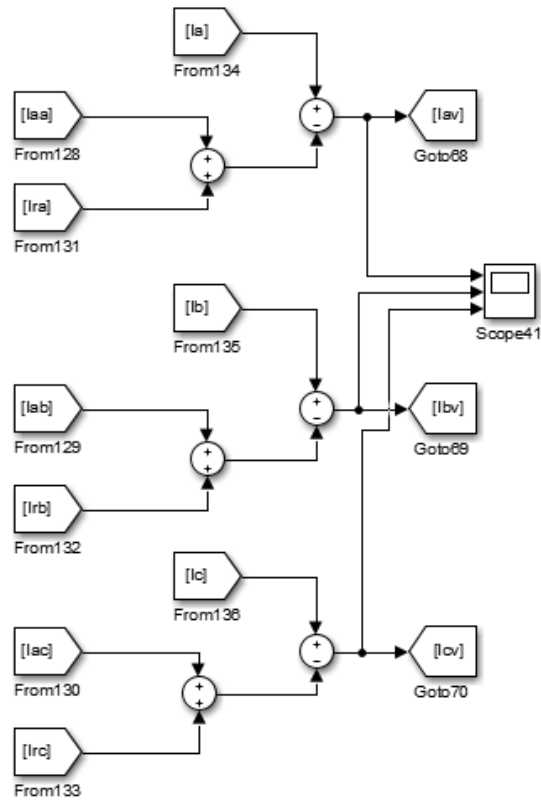 [Ia]
From134
+
−
[Iaa]
From128
[Iav]
Goto68
+
+
[Ira]
From131
[Ib]
From135
Scope41
[Iab]
From129
+
−
[Ibv]
Goto69
+
+
[Irb]
From132
[Ic]
From136
[Iac]
From130
+
−
[Icv]
Goto70
+
+
[Irc]
From133